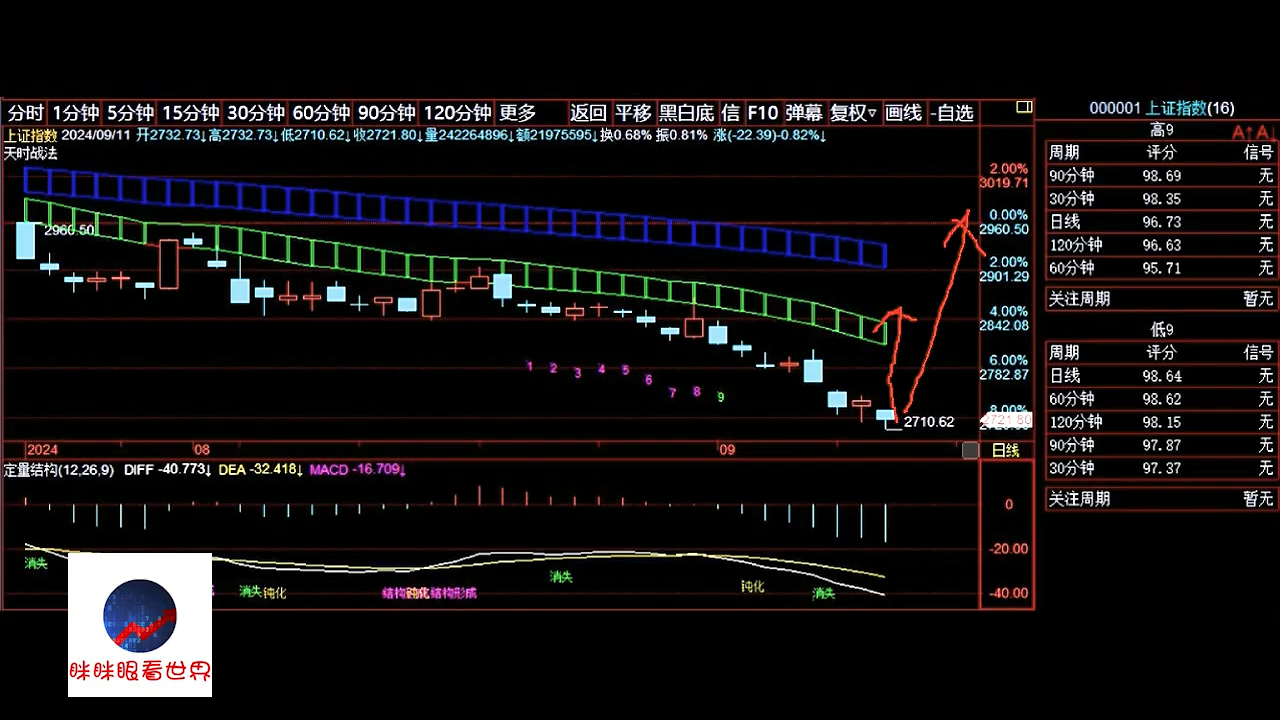 分时 1分钟 5分钟 15分钟 30分钟 60分钟 90分钟 120分钟 更多 返回 平移 黑白底 信 F10 弹幕 复权▿ 画线 -自选
上证指数 2024/09/11 开2732.73↓高2732.73↓低2710.62↓收2721.80↓量242264896↓额21975595↓换0.68% 振0.81% 涨(-22.39)-0.82%↓
天时战法
2960.50
1 2 3 4 5 6 7 8 9
2710.62
2.00%
3019.71
0.00%
2960.50
2.00%
2901.29
4.00%
2842.08
6.00%
2782.87
8.00%
2721.80
2024 08 09 日线
定量结构(12,26,9) DIFF -40.773↓ DEA -32.418↓ MACD -16.709↓
0
-20.00
-40.00
消失 消失 钝化 结构 钝化 结构形成 消失 钝化 消失
000001 上证指数(16)
高9 A↑A↓
周期 评分 信号
90分钟 98.69 无
30分钟 98.35 无
日线 96.73 无
120分钟 96.63 无
60分钟 95.71 无
关注周期 暂无
低9
周期 评分 信号
日线 98.64 无
60分钟 98.62 无
120分钟 98.15 无
90分钟 97.87 无
30分钟 97.37 无
关注周期 暂无
眯眯眼看世界